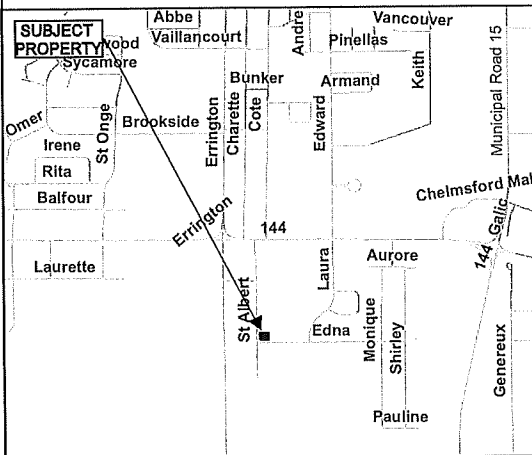 SUBJECT
PROPERTY
wood
Sycamore
Abbe
Vaillancourt
Andre
Vancouver
Pinellas
Municipal Road 15
Bunker
Armand
Keith
Omer
Brookside
St Onge
Errington
Charette
Cote
Edward
Irene
Rita
Balfour
Chelmsford Mal
Errington
144
144
Galic
Laurette
St Albert
Laura
Aurore
Edna
Monique
Shirley
Genereux
Pauline